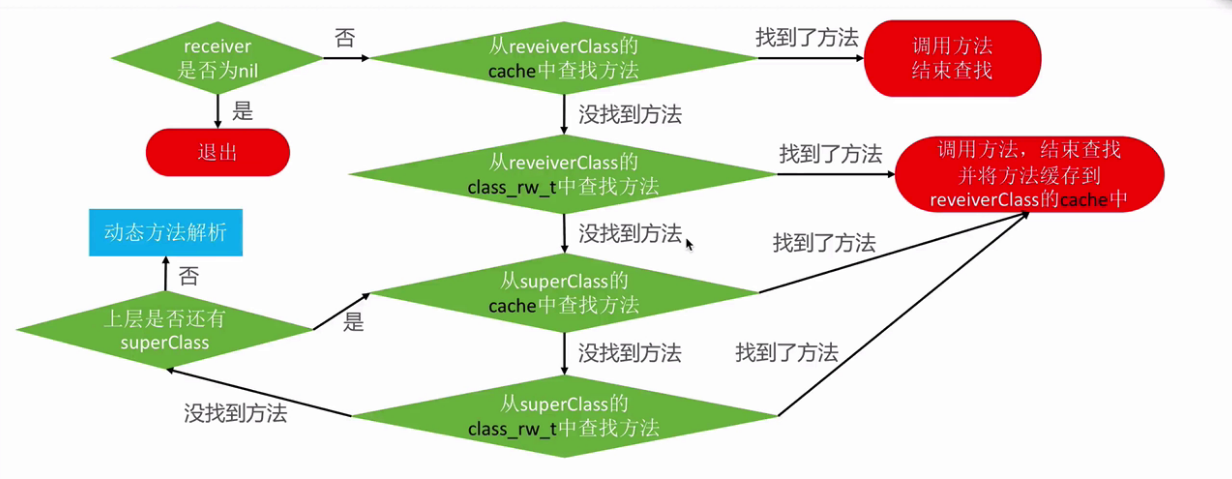 receiver
是否为nil
否
从reveiverClass的
cache中查找方法
找到了方法
调用方法
结束查找
是
退出
没找到方法
从reveiverClass的
class_rw_t中查找方法
找到了方法
调用方法，结束查找
并将方法缓存到
reveiverClass的cache中
没找到方法
动态方法解析
否
从superClass的
cache中查找方法
找到了方法
上层是否还有
superClass
是
没找到方法
找到了方法
从superClass的
class_rw_t中查找方法
没找到方法